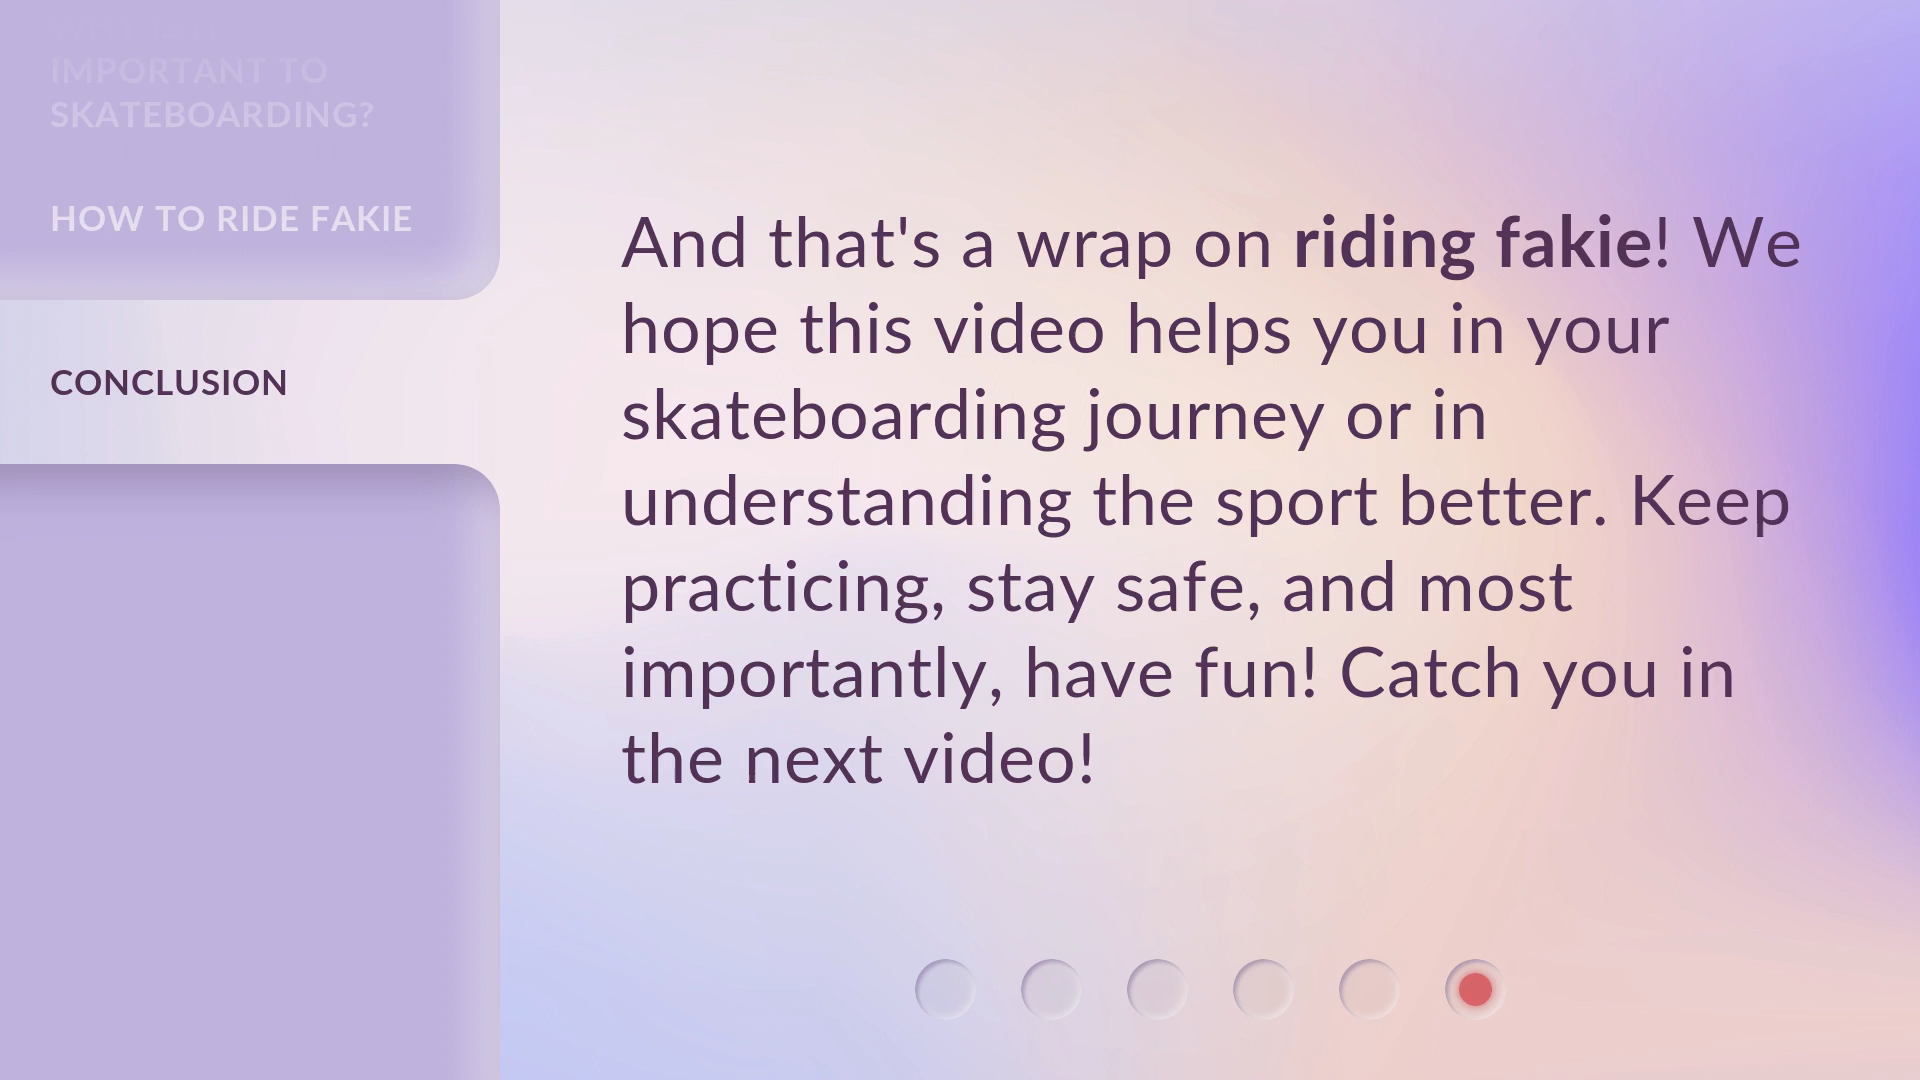 IMPORTANT TO
SKATEBOARDING?
HOW TO RIDE FAKIE
CONCLUSION
And that's a wrap on riding fakie! We
hope this video helps you in your
skateboarding journey or in
understanding the sport better. Keep
practicing, stay safe, and most
importantly, have fun! Catch you in
the next video!